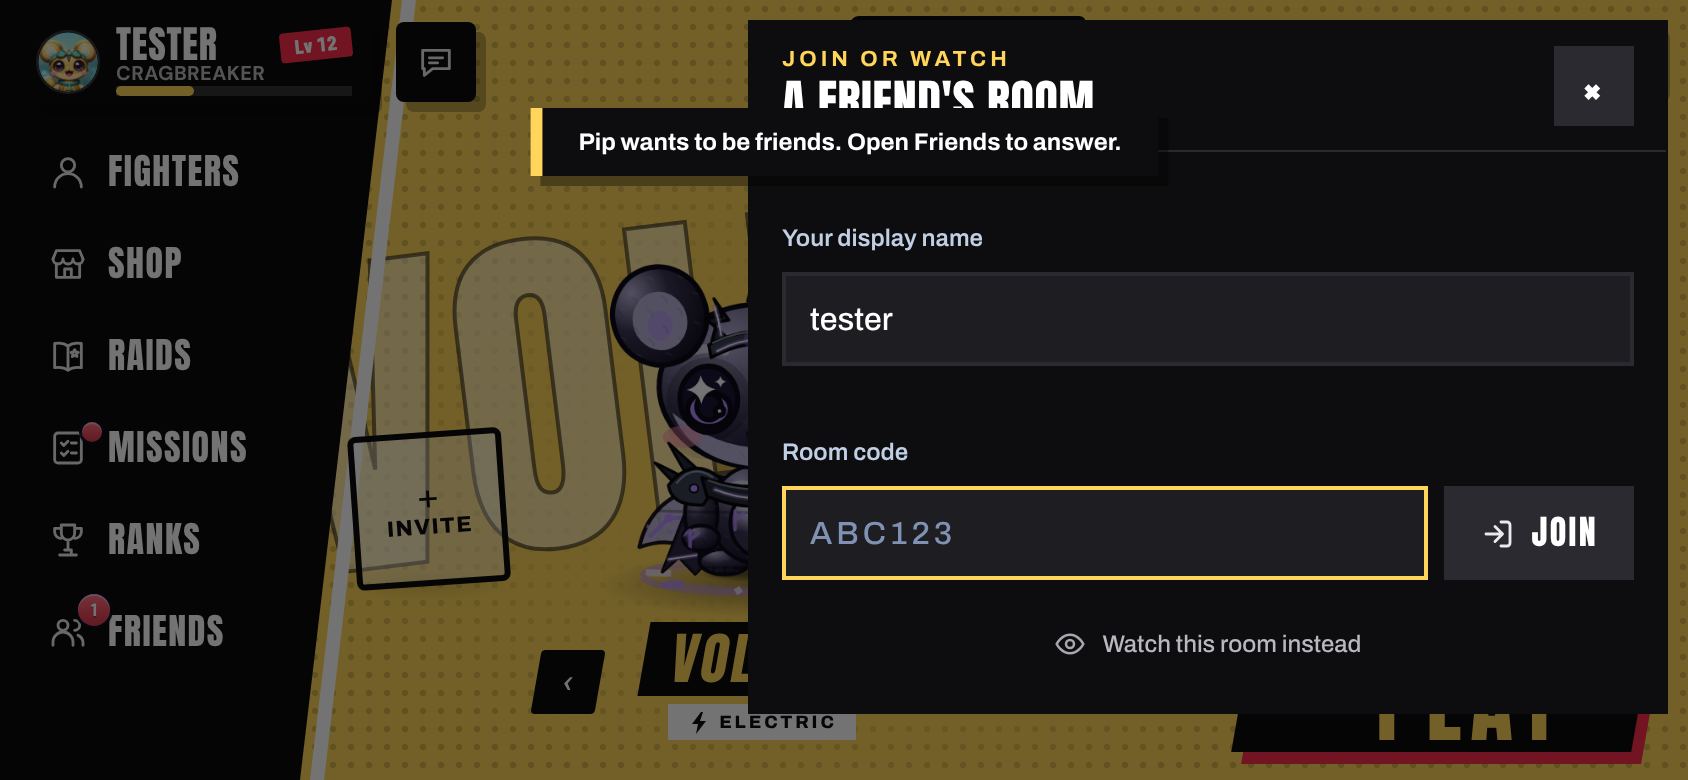 TESTER
Lv 12
CRAGBREAKER
FIGHTERS
SHOP
RAIDS
MISSIONS
RANKS
1
FRIENDS
+
INVITE
‹
VOL
ELECTRIC
JOIN OR WATCH
A FRIEND'S ROOM
✖
Pip wants to be friends. Open Friends to answer.
Your display name
tester
Room code
ABC123
JOIN
Watch this room instead
PLAY